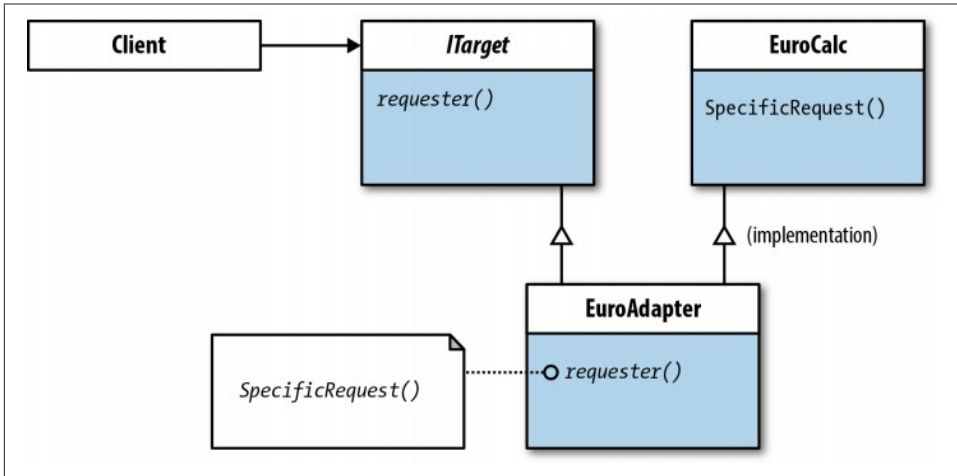 Client
ITarget
EuroCalc
requester()
SpecificRequest()
(implementation)
EuroAdapter
SpecificRequest()
requester()